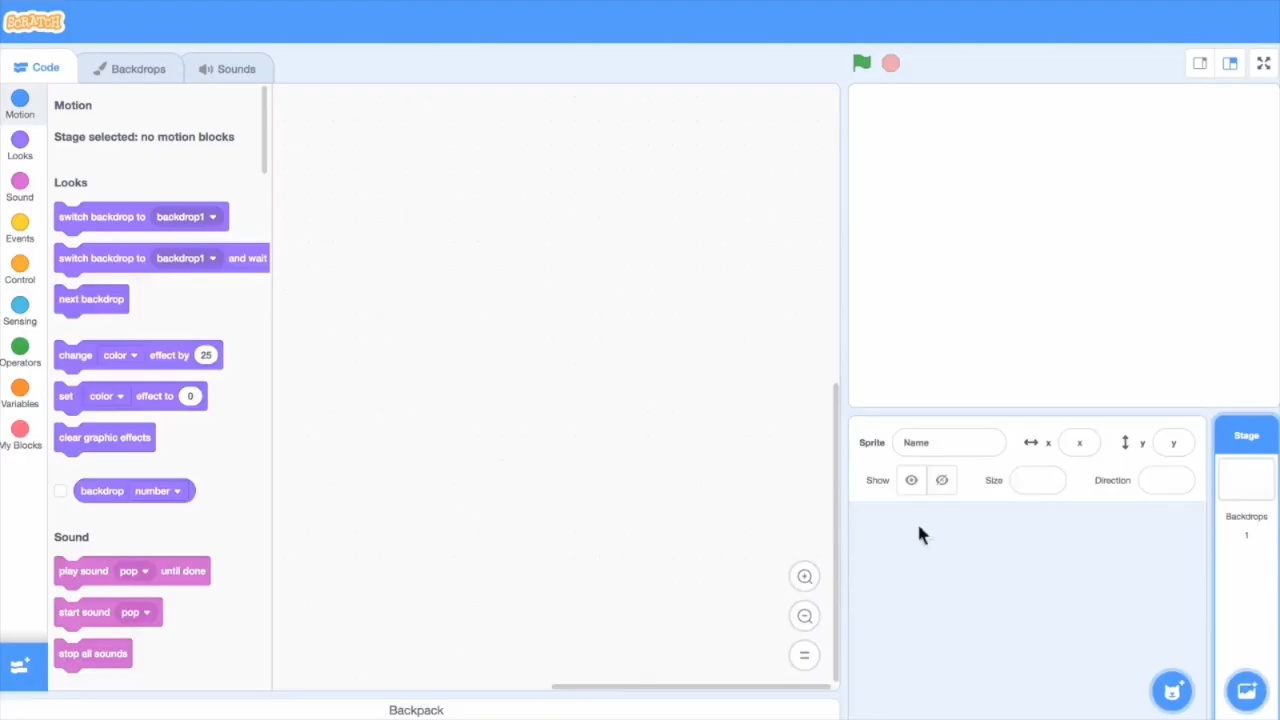 SCRATCH
Code
Backdrops
Sounds
Motion
Looks
Sound
Events
Control
Sensing
Operators
Variables
My Blocks
Motion
Stage selected: no motion blocks
Looks
switch backdrop to backdrop1
switch backdrop to backdrop1 and wait
next backdrop
change color effect by 25
set color effect to 0
clear graphic effects
backdrop number
Sound
play sound pop until done
start sound pop
stop all sounds
Backpack
Sprite Name x x y y
Show Size Direction
Stage
Backdrops
1